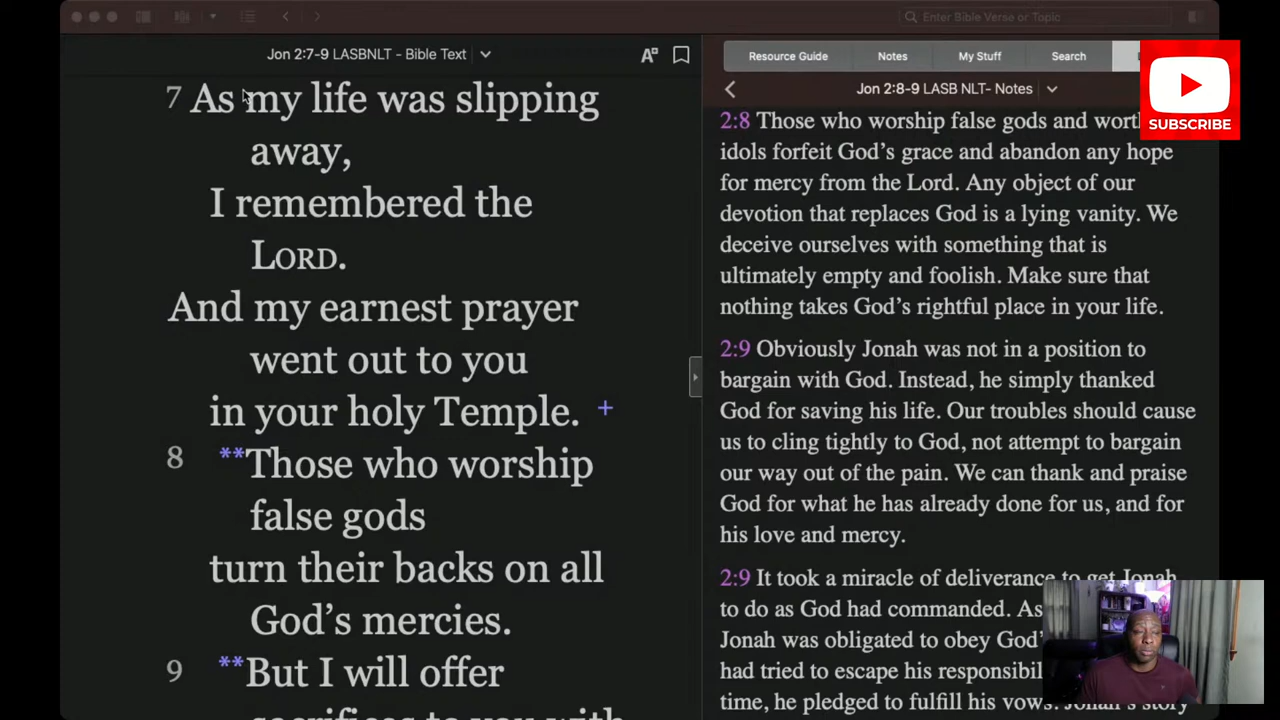 Enter Bible Verse or Topic
Jon 2:7-9 LASBNLT - Bible Text
7 As my life was slipping
away,
I remembered the
LORD.
And my earnest prayer
went out to you
in your holy Temple. +
8 **Those who worship
false gods
turn their backs on all
God's mercies.
9 **But I will offer
sacrifices to you with
Resource Guide
Notes
My Stuff
Search
SUBSCRIBE
Jon 2:8-9 LASB NLT- Notes
2:8 Those who worship false gods and
idols forfeit God's grace and abandon any hope
for mercy from the Lord. Any object of our
devotion that replaces God is a lying vanity. We
deceive ourselves with something that is
ultimately empty and foolish. Make sure that
nothing takes God's rightful place in your life.
2:9 Obviously Jonah was not in a position to
bargain with God. Instead, he simply thanked
God for saving his life. Our troubles should cause
us to cling tightly to God, not attempt to bargain
our way out of the pain. We can thank and praise
God for what he has already done for us, and for
his love and mercy.
2:9 It took a miracle of deliverance to get Jonah
to do as God had commanded. As
Jonah was obligated to obey God's
had tried to escape his
time, he pledged to fulfill his vows. Jonah's story